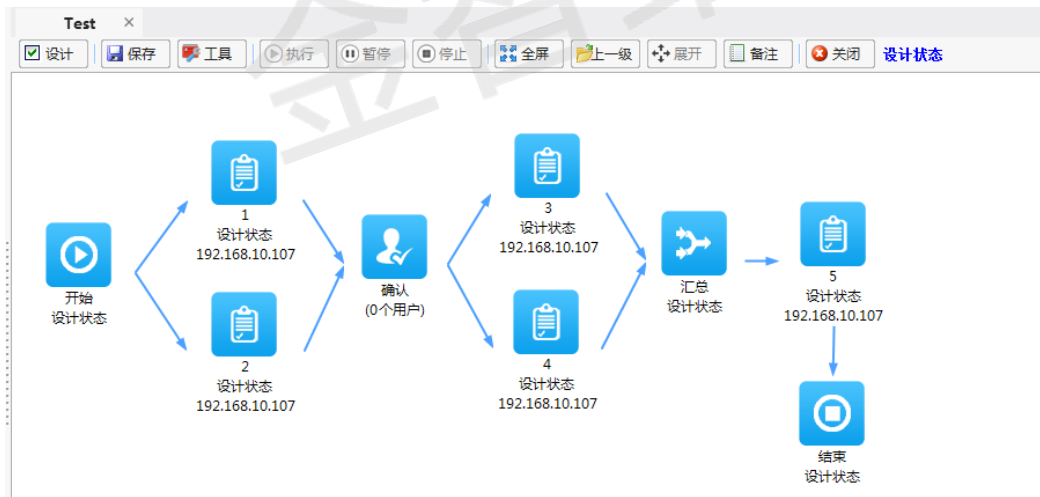 Test ×
设计 保存 工具 执行 暂停 停止 全屏 上一级 展开 备注 关闭 设计状态
1
设计状态
192.168.10.107
3
设计状态
192.168.10.107
开始
设计状态
确认
(0个用户)
汇总
设计状态
5
设计状态
192.168.10.107
2
设计状态
192.168.10.107
4
设计状态
192.168.10.107
结束
设计状态